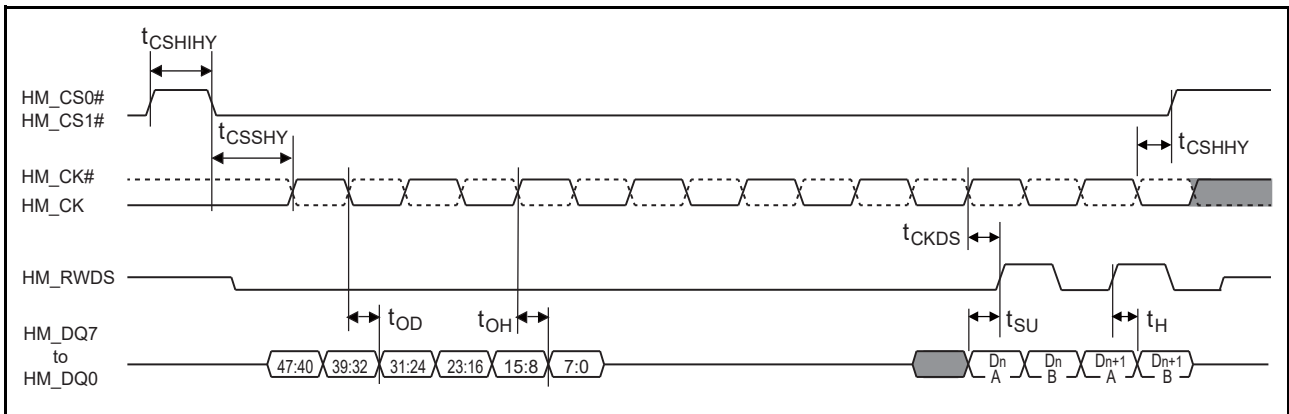 tCSHIHY
HM_CS0#
HM_CS1#
tCSSHY
tCSHHY
HM_CK#
HM_CK
tCKDS
HM_RWDS
tOD
tOH
tSU
tH
HM_DQ7
to
HM_DQ0
47:40 39:32 31:24 23:16 15:8 7:0
Dn A Dn B Dn+1 A Dn+1 B